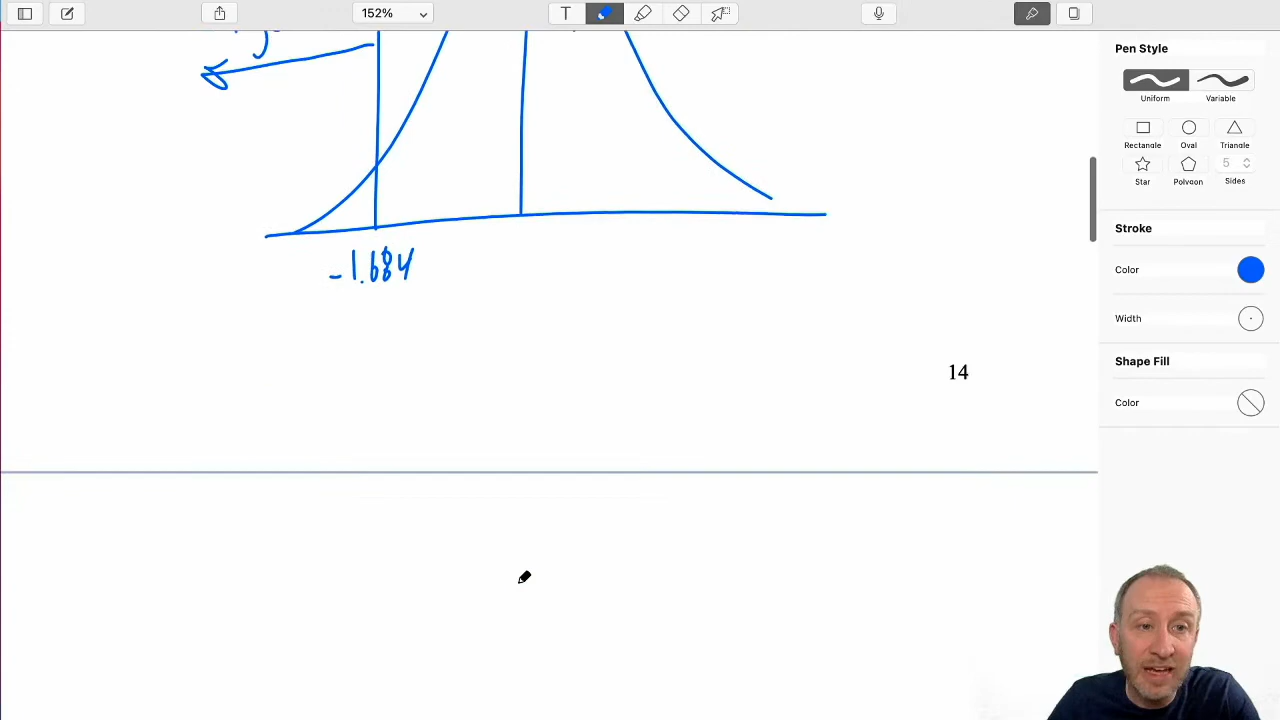 152%
T
Pen Style
Uniform
Variable
Rectangle
Oval
Triangle
Star
Polygon
5
Sides
Stroke
Color
Width
Shape Fill
Color
-1.684
14